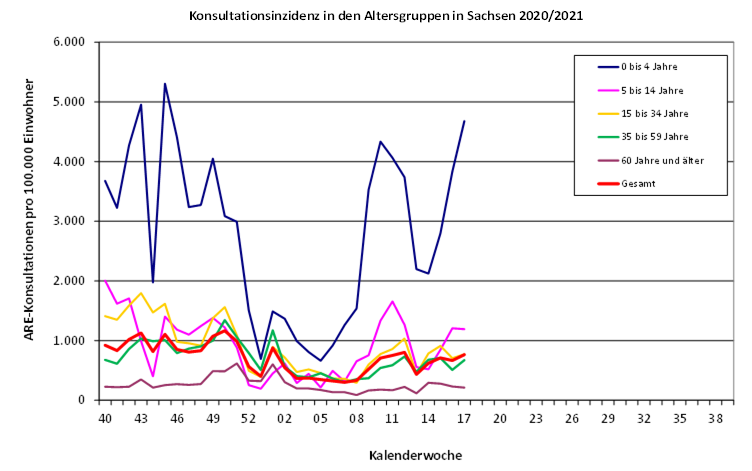 Konsultationsinzidenz in den Altersgruppen in Sachsen 2020/2021
ARE-Konsultationen pro 100.000 Einwohner
6.000
5.000
4.000
3.000
2.000
1.000
0
0 bis 4 Jahre
5 bis 14 Jahre
15 bis 34 Jahre
35 bis 59 Jahre
60 Jahre und älter
Gesamt
40 43 46 49 52 02 05 08 11 14 17 20 23 26 29 32 35 38
Kalenderwoche